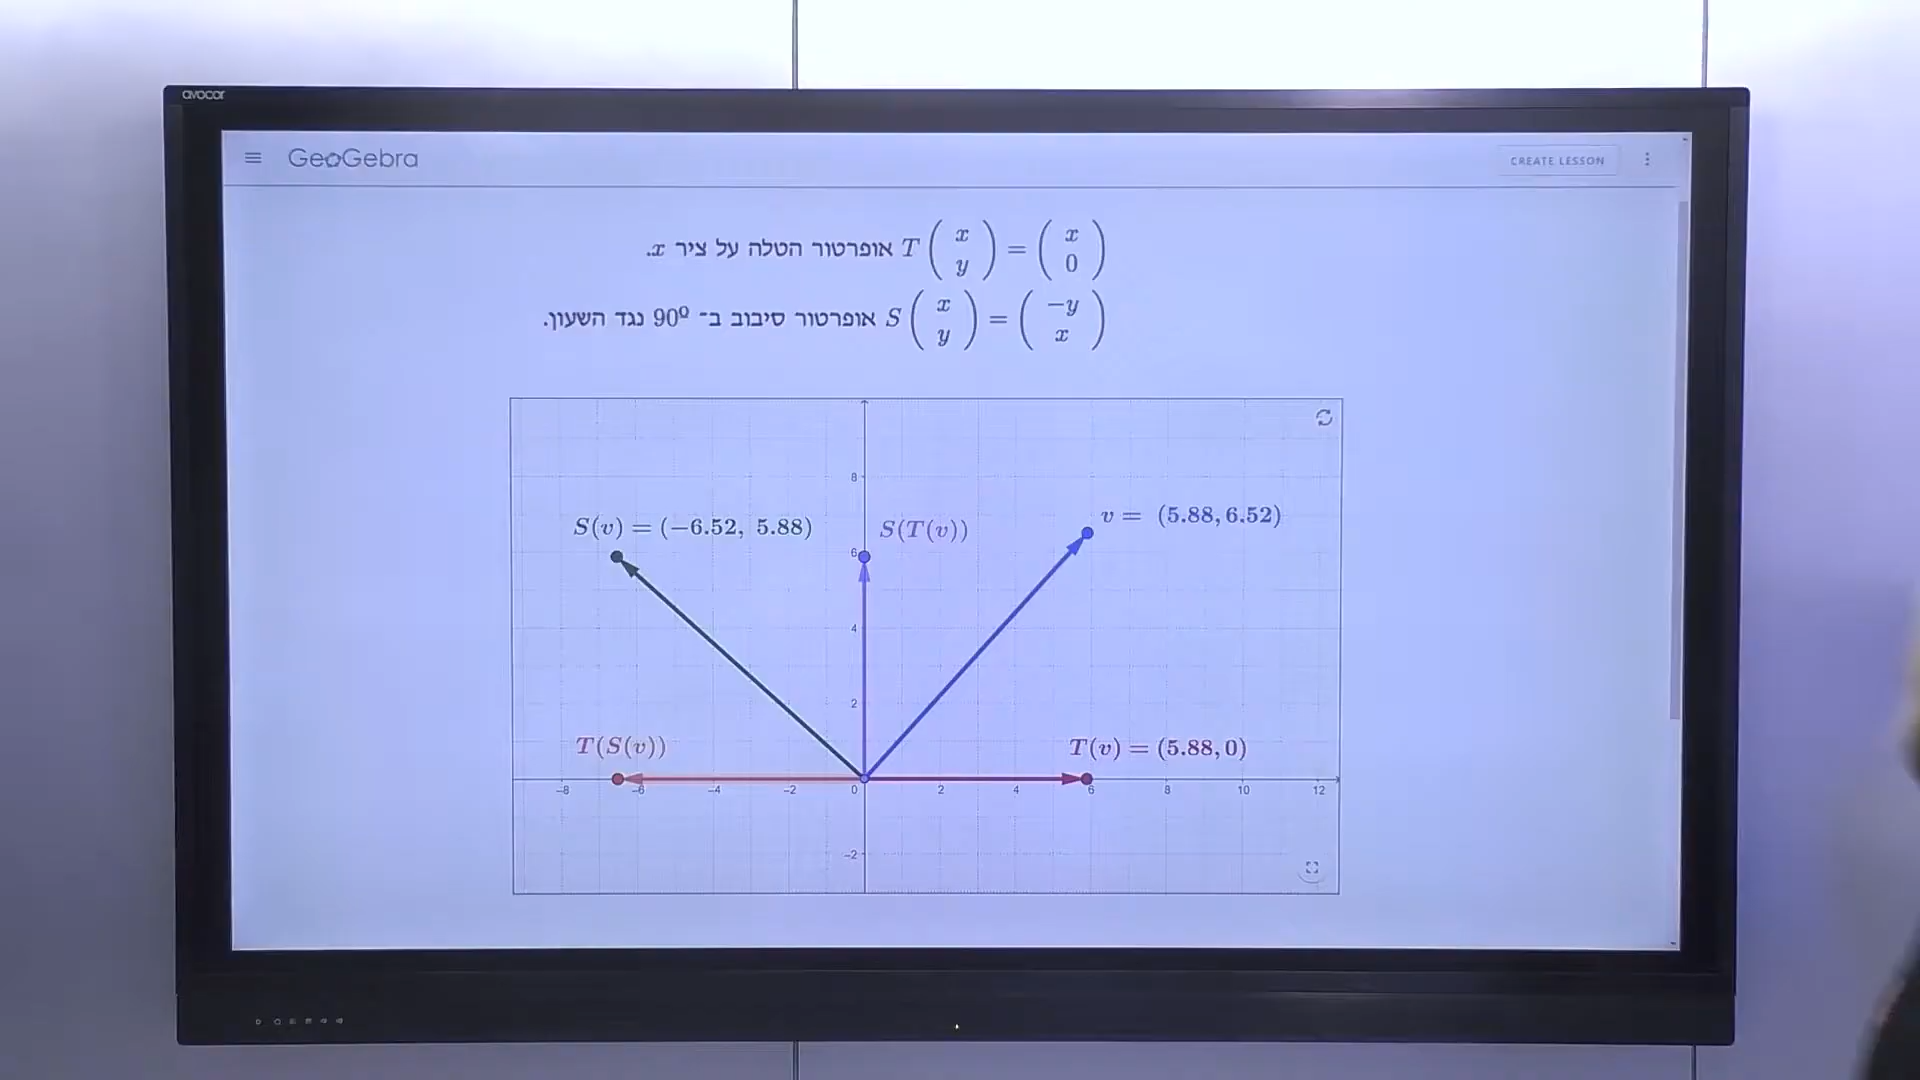 avocor
GeoGebra
CREATE LESSON
T(x y) = (x 0) אופרטור הטלה על ציר x.
S(x y) = (−y x) אופרטור סיבוב ב־ 90º נגד השעון.
8
S(v) = (−6.52, 5.88)
S(T(v))
v = (5.88, 6.52)
6
4
2
T(S(v))
T(v) = (5.88, 0)
−8 −6 −4 −2 0 2 4 6 8 10 12
−2